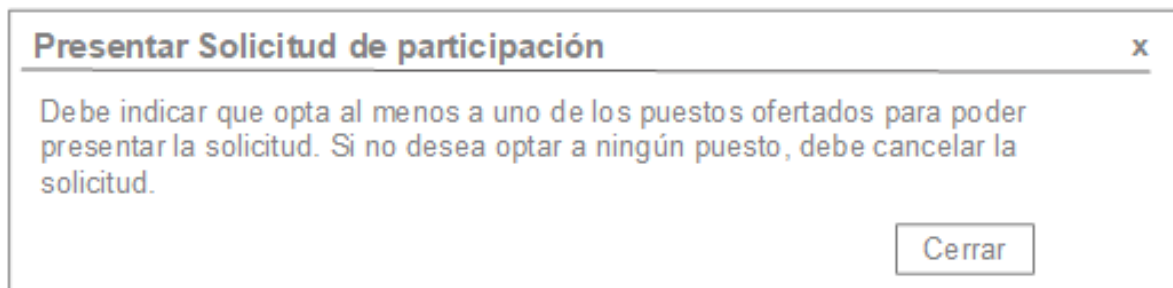 Presentar Solicitud de participación
x
Debe indicar que opta al menos a uno de los puestos ofertados para poder
presentar la solicitud. Si no desea optar a ningún puesto, debe cancelar la
solicitud.
Cerrar